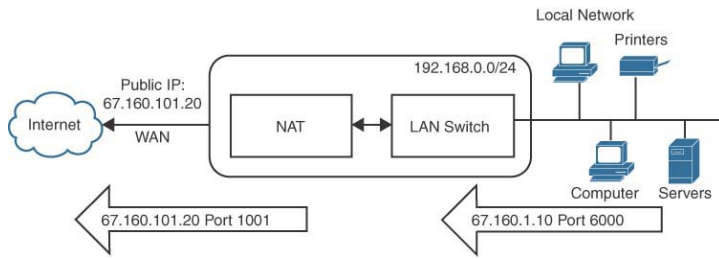 Local Network
Printers
192.168.0.0/24
Public IP:
67.160.101.20
Internet
WAN
NAT
LAN Switch
Computer
Servers
67.160.101.20 Port 1001
67.160.1.10 Port 6000